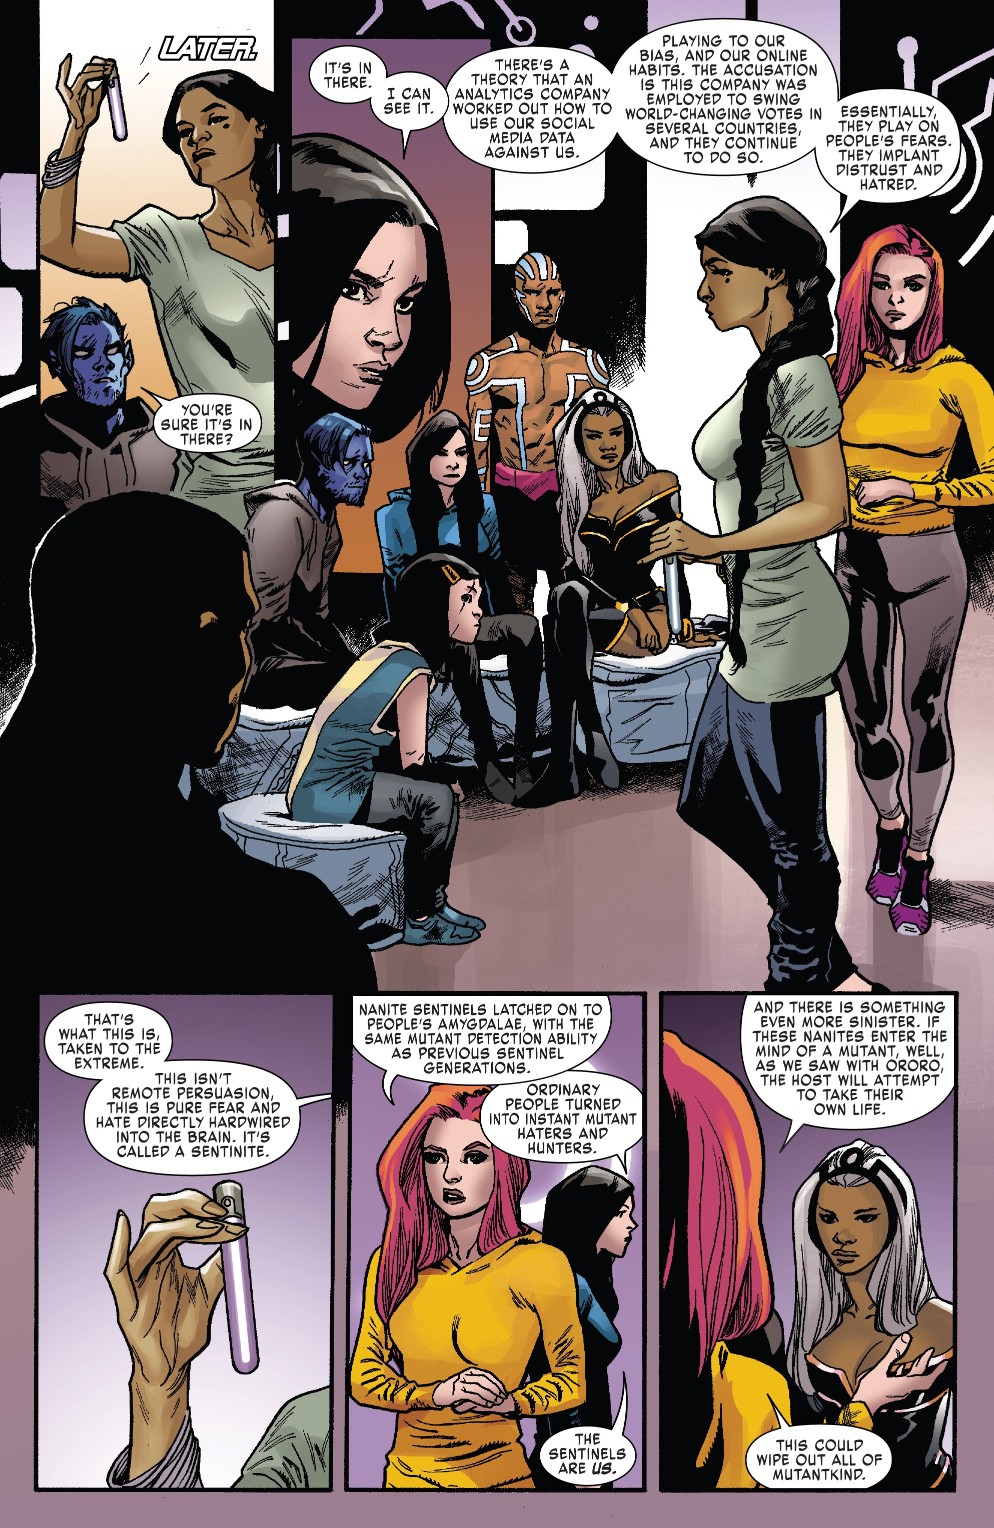 LATER.
YOU'RE
SURE IT'S IN
THERE?
IT'S IN
THERE.
I CAN
SEE IT.
THERE'S A
THEORY THAT AN
ANALYTICS COMPANY
WORKED OUT HOW TO
USE OUR SOCIAL
MEDIA DATA
AGAINST US.
PLAYING TO OUR
BIAS, AND OUR ONLINE
HABITS. THE ACCUSATION
IS THIS COMPANY WAS
EMPLOYED TO SWING
WORLD-CHANGING VOTES IN
SEVERAL COUNTRIES,
AND THEY CONTINUE
TO DO SO.
ESSENTIALLY,
THEY PLAY ON
PEOPLE'S FEARS.
THEY IMPLANT
DISTRUST AND
HATRED.
THAT'S
WHAT THIS IS,
TAKEN TO THE
EXTREME.
THIS ISN'T
REMOTE PERSUASION,
THIS IS PURE FEAR AND
HATE DIRECTLY HARDWIRED
INTO THE BRAIN. IT'S
CALLED A SENTINITE.
NANITE SENTINELS LATCHED ON TO
PEOPLE'S AMYGDALAE, WITH THE
SAME MUTANT DETECTION ABILITY
AS PREVIOUS SENTINEL
GENERATIONS.
ORDINARY
PEOPLE TURNED
INTO INSTANT MUTANT
HATERS AND
HUNTERS.
THE
SENTINELS
ARE US.
AND THERE IS SOMETHING
EVEN MORE SINISTER. IF
THESE NANITES ENTER THE
MIND OF A MUTANT, WELL,
AS WE SAW WITH ORORO,
THE HOST WILL ATTEMPT
TO TAKE THEIR
OWN LIFE.
THIS COULD
WIPE OUT ALL OF
MUTANTKIND.